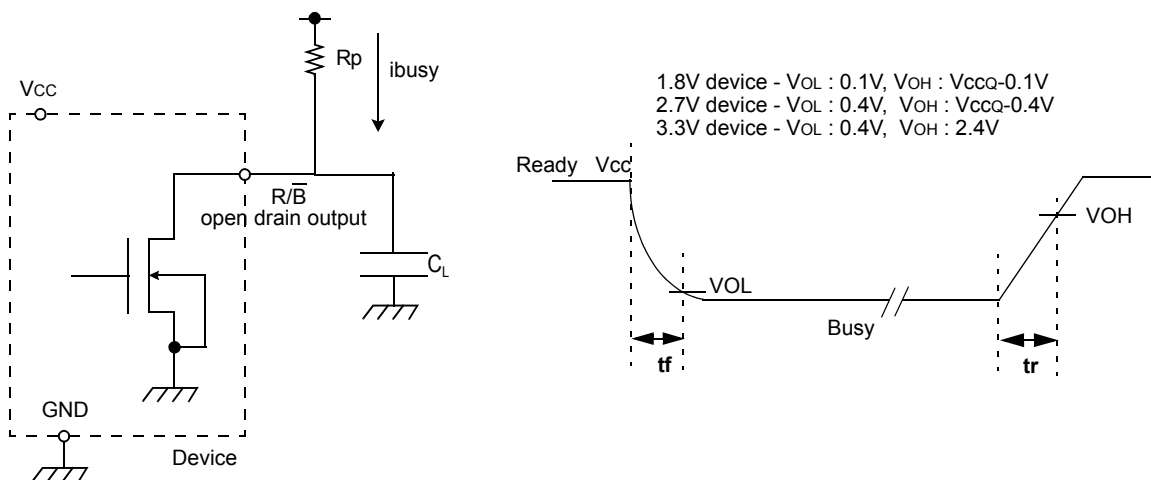 Rp
ibusy
VCC
R/B̅
open drain output
CL
GND
Device
1.8V device - VOL : 0.1V, VOH : VccQ-0.1V
2.7V device - VOL : 0.4V, VOH : VccQ-0.4V
3.3V device - VOL : 0.4V, VOH : 2.4V
Ready Vcc
VOH
VOL
Busy
tf
tr